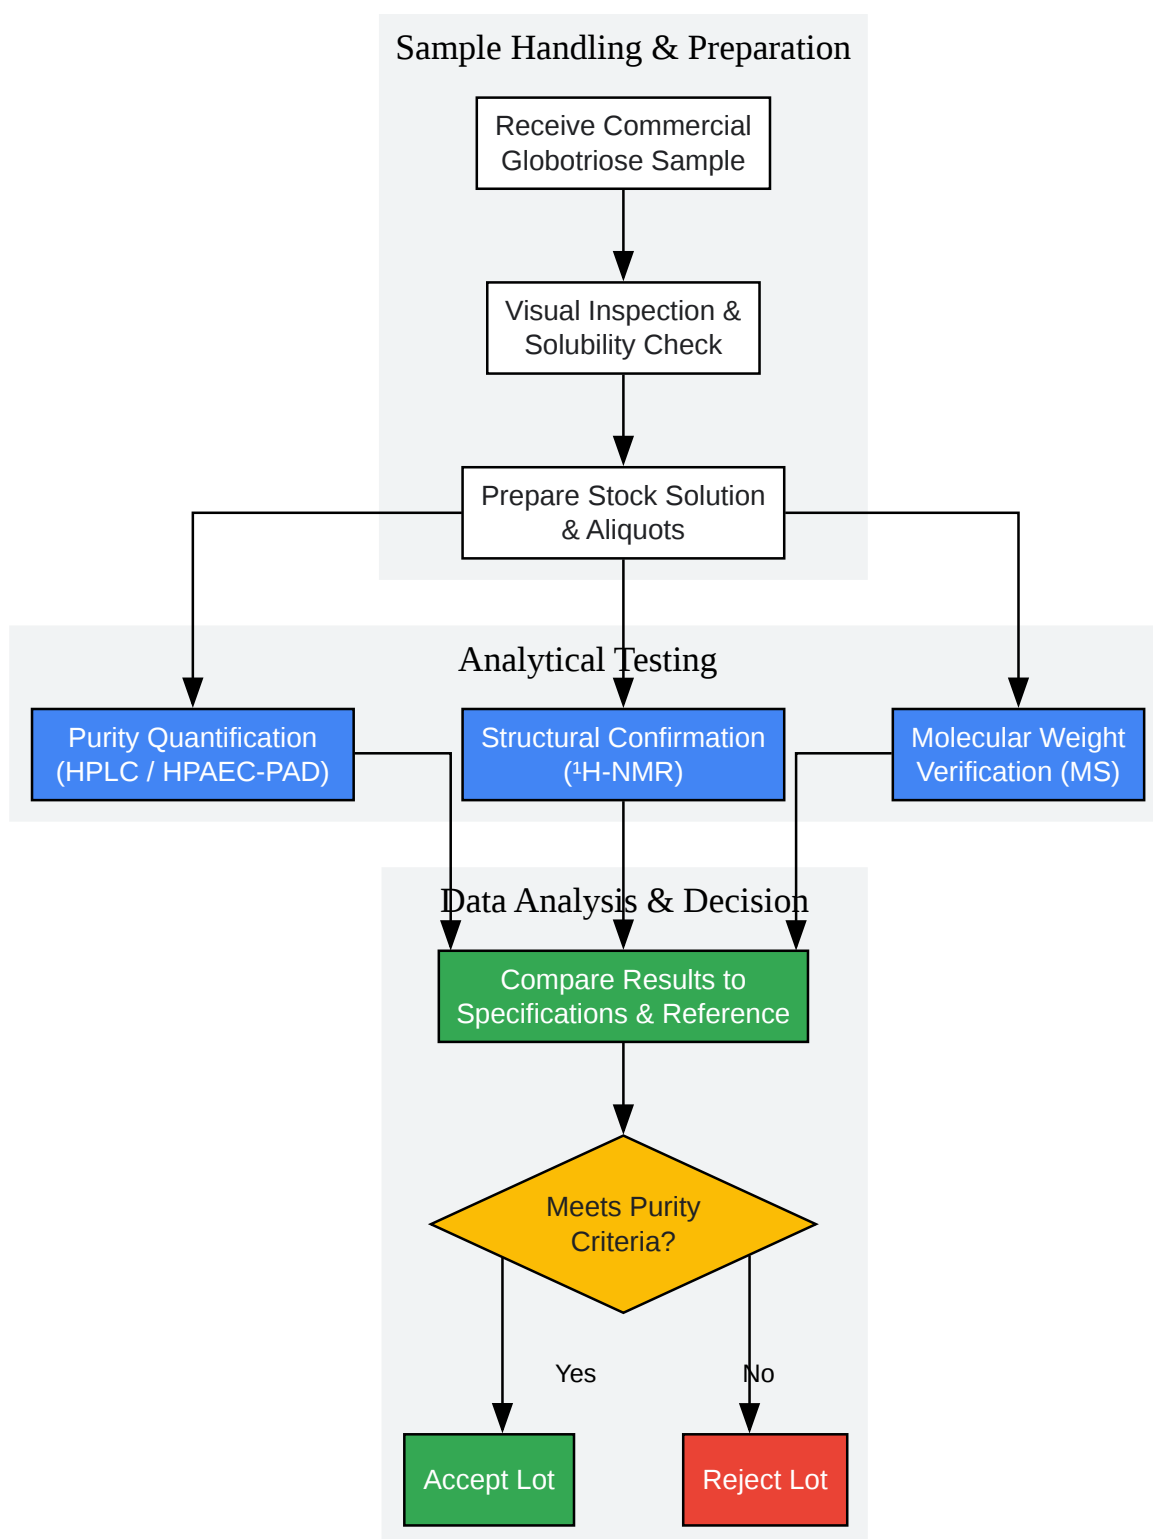 Sample Handling & Preparation
Receive Commercial
Globotriose Sample
Visual Inspection &
Solubility Check
Prepare Stock Solution
& Aliquots
Analytical Testing
Purity Quantification
(HPLC / HPAEC-PAD)
Structural Confirmation
(¹H-NMR)
Molecular Weight
Verification (MS)
Data Analysis & Decision
Compare Results to
Specifications & Reference
Meets Purity
Criteria?
Yes
No
Accept Lot
Reject Lot